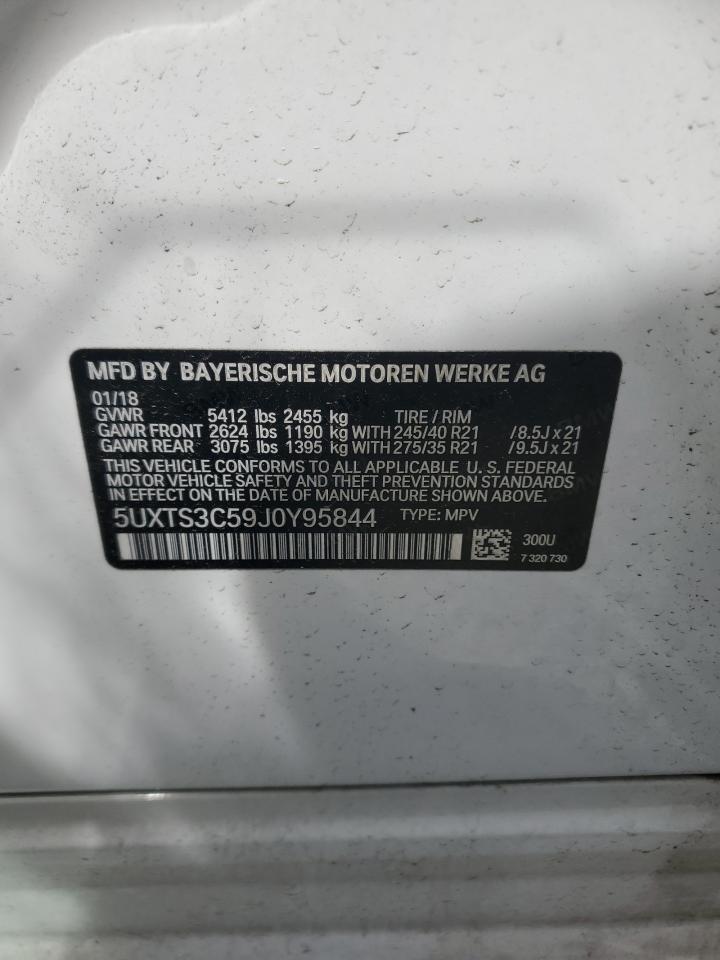 MFD BY BAYERISCHE MOTOREN WERKE AG
01/18
GVWR 5412 lbs 2455 kg TIRE / RIM
GAWR FRONT 2624 lbs 1190 kg WITH 245/40 R21 /8.5J x 21
GAWR REAR 3075 lbs 1395 kg WITH 275/35 R21 /9.5J x 21
THIS VEHICLE CONFORMS TO ALL APPLICABLE U. S. FEDERAL
MOTOR VEHICLE SAFETY AND THEFT PREVENTION STANDARDS
IN EFFECT ON THE DATE OF MANUFACTURE SHOWN ABOVE.
5UXTS3C59J0Y95844 TYPE: MPV
300U
7 320 730